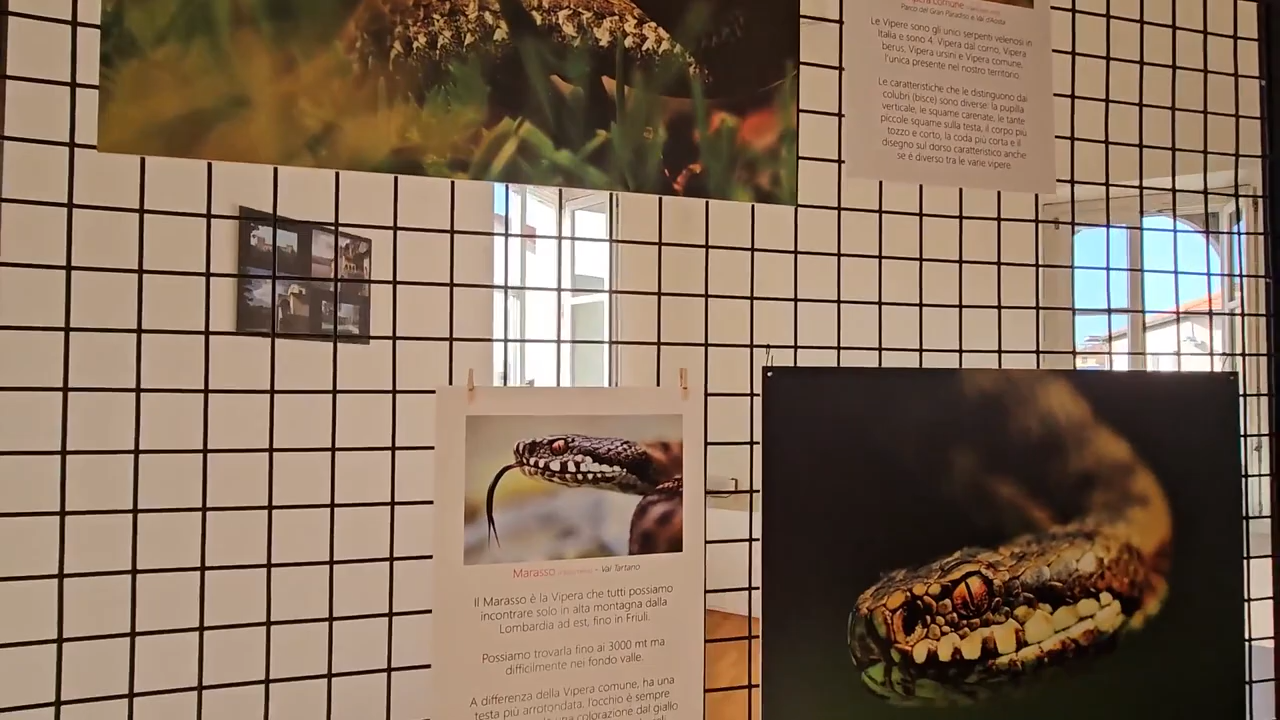 comune
Parco del Gran Paradiso e Val d'Aosta
Le Vipere sono gli unici serpenti velenosi in
Italia e sono 4: Vipera dal corno, Vipera
berus, Vipera ursini e Vipera comune,
l'unica presente nel nostro territorio.
Le caratteristiche che le distinguono dai
colubri (bisce) sono diverse: la pupilla
verticale, le squame carenate, le tante
piccole squame sulla testa, il corpo più
tozzo e corto, la coda più corta e il
disegno sul dorso caratteristico anche
se è diverso tra le varie vipere.
Marasso - Val Tartano
Il Marasso è la Vipera che tutti possiamo
incontrare solo in alta montagna dalla
Lombardia ad est, fino in Friuli.
Possiamo trovarla fino ai 3000 mt ma
difficilmente nei fondo valle.
A differenza della Vipera comune, ha una
testa più arrotondata, l'occhio è sempre
una colorazione dal giallo